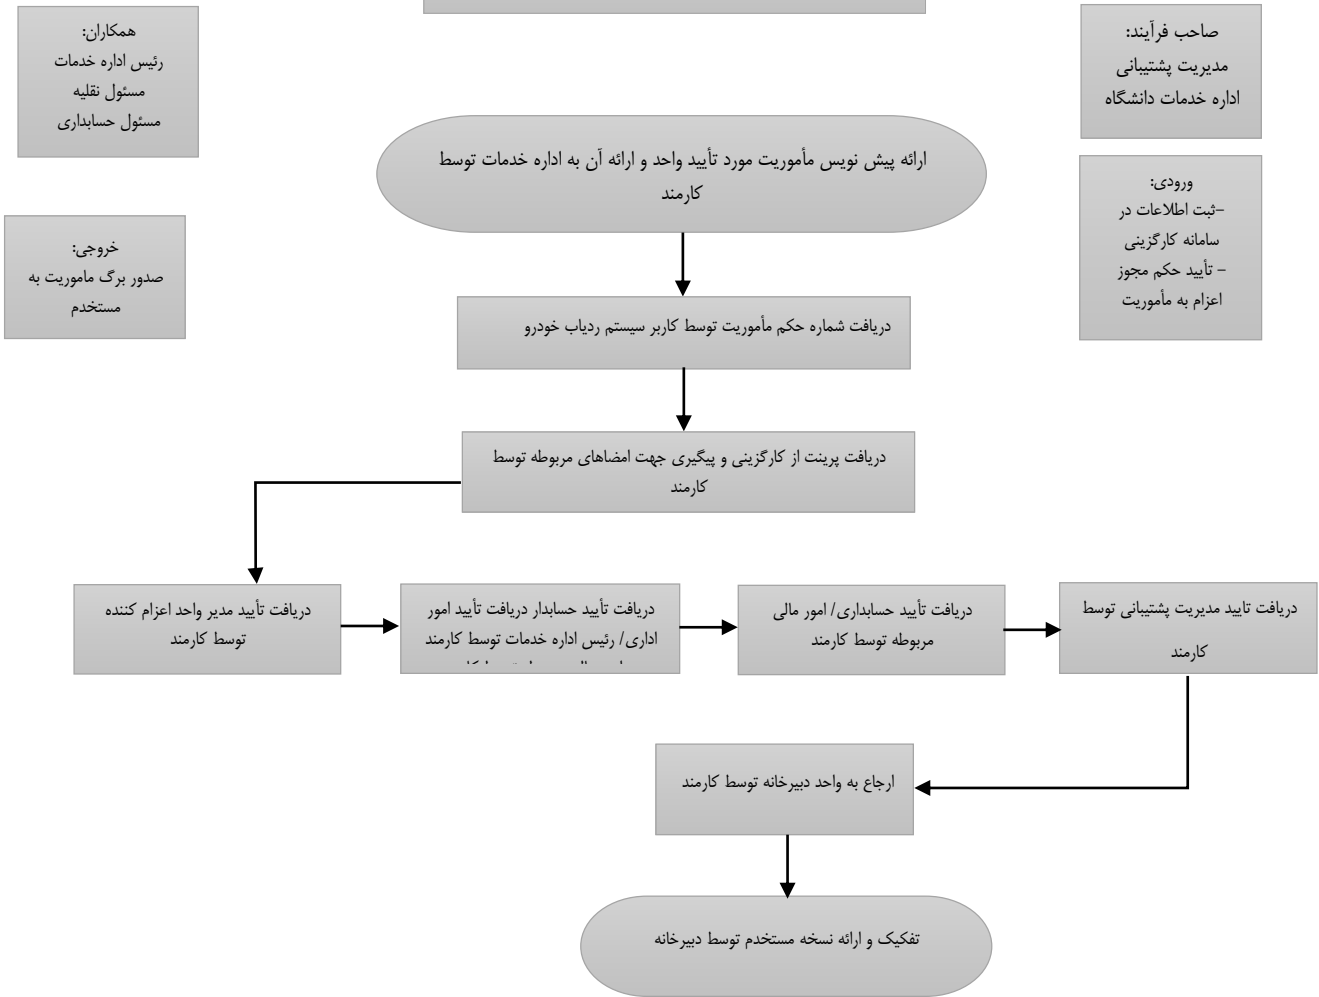 صاحب فرآیند:
مدیریت پشتیبانی
اداره خدمات دانشگاه
همکاران:
رئیس اداره خدمات
مسئول نقلیه
مسئول حسابداری
ورودی:
–ثبت اطلاعات در
سامانه کارگزینی
– تأیید حکم مجوز
اعزام به مأموریت
خروجی:
صدور برگ ماموریت به
مستخدم
ارائه پیش نویس مأموریت مورد تأیید واحد و ارائه آن به اداره خدمات توسط
کارمند
دریافت شماره حکم مأموریت توسط کاربر سیستم ردیاب خودرو
دریافت پرینت از کارگزینی و پیگیری جهت امضاهای مربوطه توسط
کارمند
دریافت تأیید مدیر واحد اعزام کننده
توسط کارمند
دریافت تأیید حسابدار دریافت تأیید امور
اداری/ رئیس اداره خدمات توسط کارمند
دریافت تأیید حسابداری/ امور مالی
مربوطه توسط کارمند
دریافت تایید مدیریت پشتیبانی توسط
کارمند
ارجاع به واحد دبیرخانه توسط کارمند
تفکیک و ارائه نسخه مستخدم توسط دبیرخانه